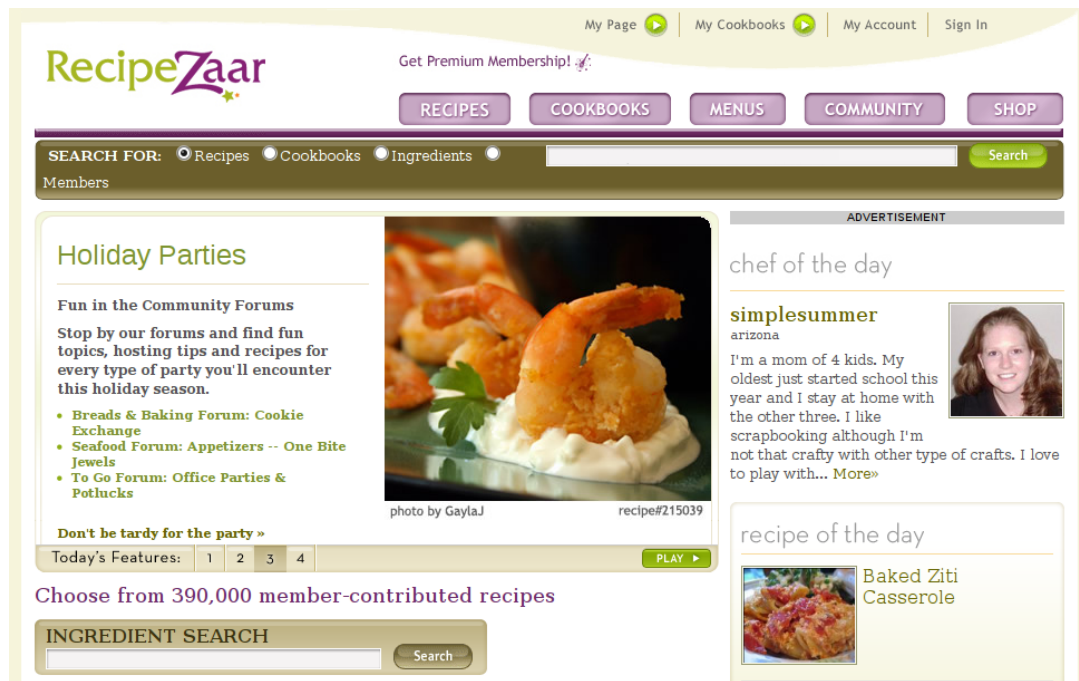 My Page
My Cookbooks
My Account
Sign In
RecipeZaar
Get Premium Membership!
RECIPES
COOKBOOKS
MENUS
COMMUNITY
SHOP
SEARCH FOR: Recipes Cookbooks Ingredients
Members
Search
Holiday Parties
Fun in the Community Forums
Stop by our forums and find fun
topics, hosting tips and recipes for
every type of party you'll encounter
this holiday season.
• Breads & Baking Forum: Cookie
Exchange
• Seafood Forum: Appetizers -- One Bite
Jewels
• To Go Forum: Office Parties &
Potlucks
Don't be tardy for the party »
photo by GaylaJ
recipe#215039
Today's Features: 1 2 3 4
PLAY
Choose from 390,000 member-contributed recipes
INGREDIENT SEARCH
Search
ADVERTISEMENT
chef of the day
simplesummer
arizona
I'm a mom of 4 kids. My
oldest just started school this
year and I stay at home with
the other three. I like
scrapbooking although I'm
not that crafty with other type of crafts. I love
to play with... More»
recipe of the day
Baked Ziti
Casserole